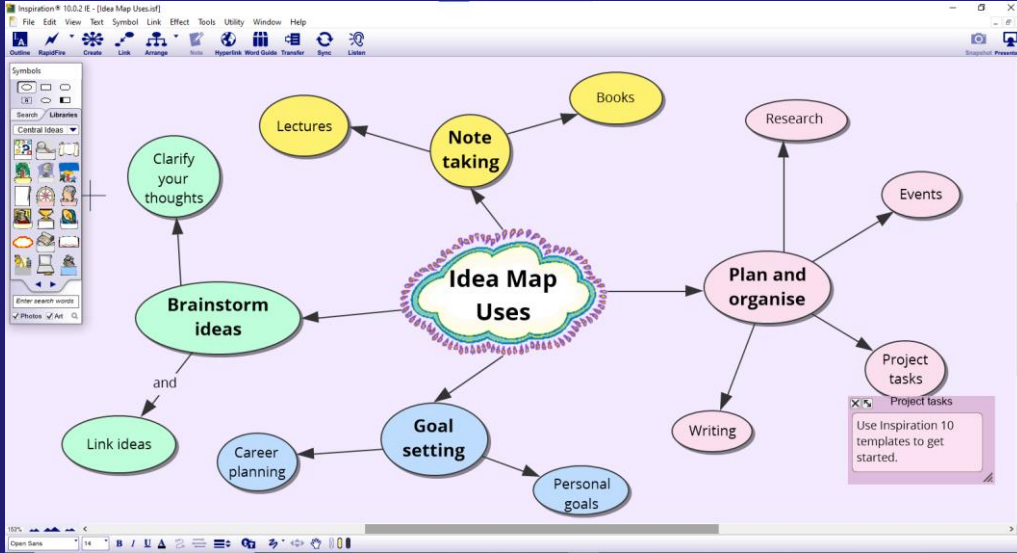 Inspiration® 10.0.2 IE - [Idea Map Uses.isf]
File Edit View Text Symbol Link Effect Tools Utility Window Help
Outline RapidFire Create Link Arrange Note Hyperlink Word Guide Transfer Sync Listen
Snapshot Presenta
Symbols
Search Libraries
Central Ideas
Enter search words
Photos Art
Clarify
your
thoughts
Brainstorm
ideas
and
Link ideas
Lectures
Note
taking
Books
Idea Map
Uses
Goal
setting
Career
planning
Personal
goals
Research
Events
Plan and
organise
Project
tasks
Writing
Project tasks
Use Inspiration 10
templates to get
started.
Open Sans 14 B I U A